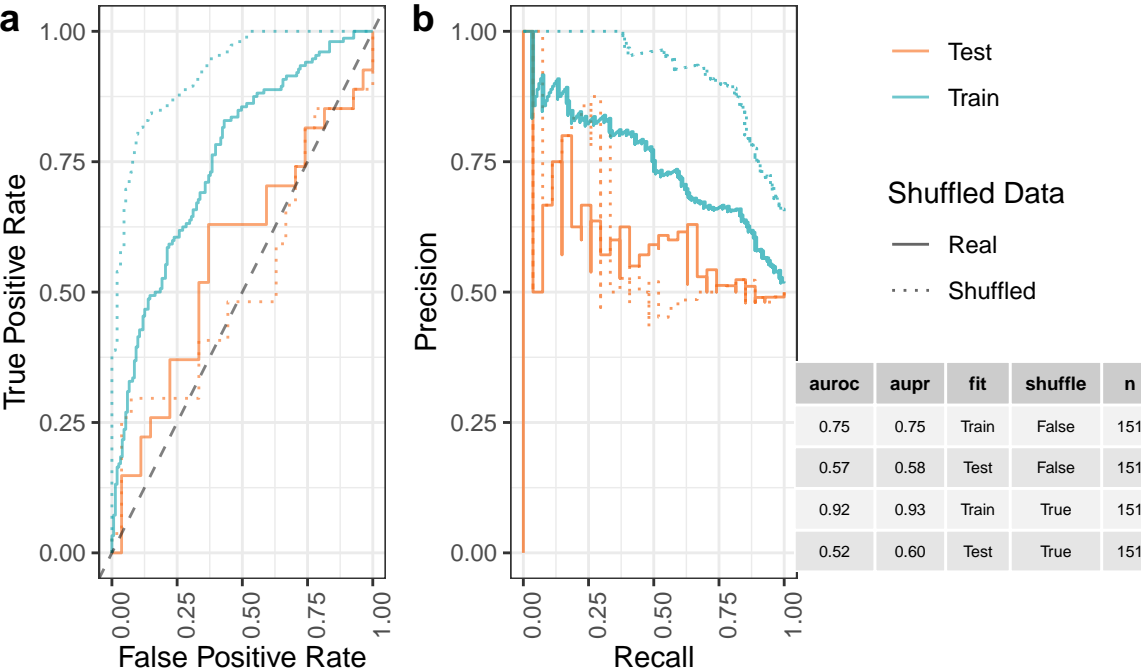 a
True Positive Rate
1.00
0.75
0.50
0.25
0.00
0.00
0.25
0.50
0.75
1.00
False Positive Rate
b
Precision
1.00
0.75
0.50
0.25
0.00
0.00
0.25
0.50
0.75
1.00
Recall
Test
Train
Shuffled Data
Real
Shuffled
auroc aupr fit shuffle n
0.75 0.75 Train False 151
0.57 0.58 Test False 151
0.92 0.93 Train True 151
0.52 0.60 Test True 151